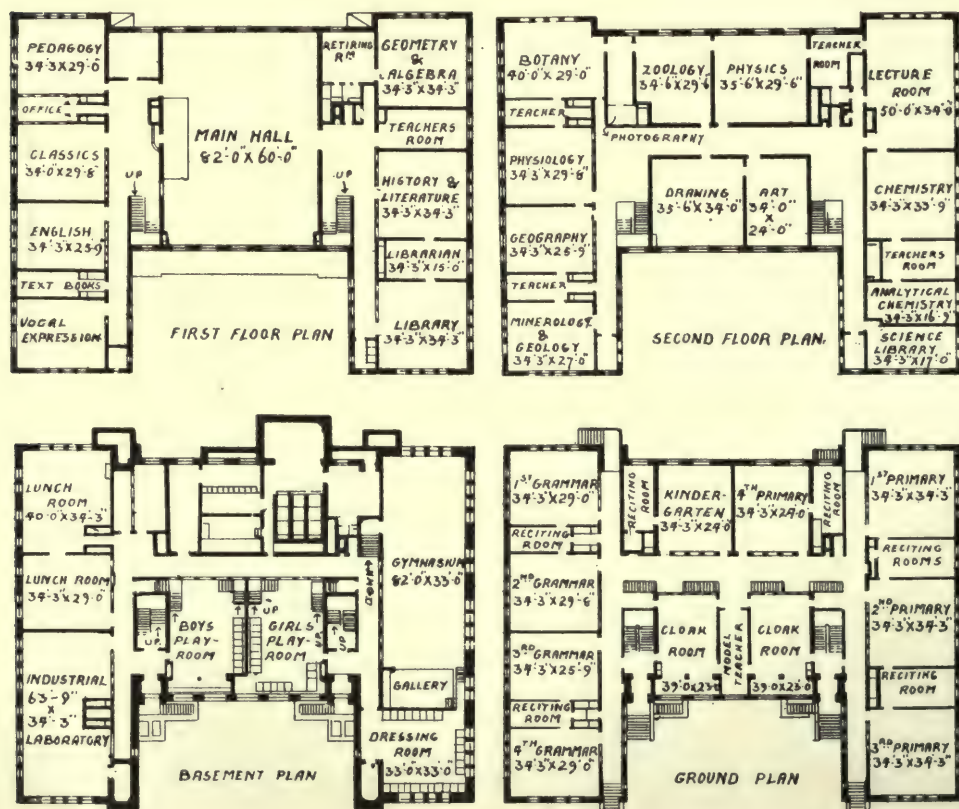 PEDAGOGY
34'-3"X29'-0"
OFFICE
CLASSICS
34'-0"X29'-8"
ENGLISH
34'-3"X25'-9"
TEXT BOOKS
VOCAL
EXPRESSION
UP
MAIN HALL
82'-0"X60'-0"
UP
RETIRING
RM.
GEOMETRY
&
ALGEBRA
34'-3"X34'-3"
TEACHERS
ROOM
HISTORY &
LITERATURE
34'-3"X34'-3"
LIBRARIAN
34'-3"X15'-0"
LIBRARY
34'-3"X34'-3"
FIRST FLOOR PLAN
BOTANY
40'-0"X29'-0"
TEACHER
PHYSIOLOGY
34'-3"X29'-8"
GEOGRAPHY
34'-3"X25'-9"
TEACHER
MINEROLOGY
&
GEOLOGY
34'-3"X27'-0"
ZOOLOGY
34'-6"X29'-6"
PHYSICS
35'-6"X29'-6"
PHOTOGRAPHY
DRAWING
35'-6"X34'-0"
ART
34'-0"
X
24'-0"
TEACHER
ROOM
LECTURE
ROOM
50'-0"X34'-0"
CHEMISTRY
34'-3"X33'-9"
TEACHERS
ROOM
ANALYTICAL
CHEMISTRY
34'-3"X16'-9"
SCIENCE
LIBRARY
34'-3"X17'-0"
SECOND FLOOR PLAN.
LUNCH
ROOM
40'-0"X34'-3"
LUNCH ROOM
34'-3"X29'-0"
INDUSTRIAL
63'-9"
X
34'-3"
LABORATORY
UP
BOYS
PLAY-
ROOM
UP
GIRLS
PLAY-
ROOM
UP
UP
GYMNASIUM
82'-0"X33'-0"
GALLERY
DRESSING
ROOM
33'-0"X33'-0"
BASEMENT PLAN
1ST GRAMMAR
34'-3"X29'-0"
RECITING
ROOM
2ND GRAMMAR
34'-3"X29'-6"
3RD GRAMMAR
34'-3"X25'-9"
RECITING
ROOM
4TH GRAMMAR
34'-3"X29'-0"
RECITING
ROOM
KINDER-
GARTEN
34'-3"X29'-0"
4TH PRIMARY
34'-3"X29'-0"
RECITING
ROOM
CLOAK
ROOM
39'-0"X23'-0"
MODEL
TEACHER
CLOAK
ROOM
39'-0"X23'-0"
1ST PRIMARY
34'-3"X34'-3"
RECITING
ROOMS
2ND PRIMARY
34'-3"X34'-3"
RECITING
ROOM
3RD PRIMARY
34'-3"X34'-3"
GROUND PLAN